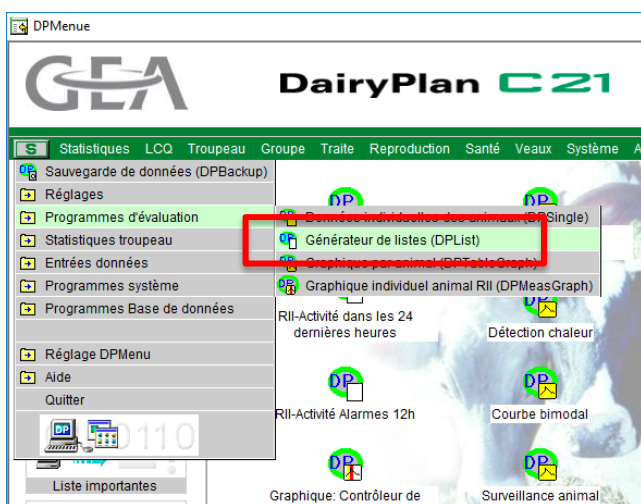 DPMenue
GEA
DairyPlan C21
S Statistiques LCQ Troupeau Groupe Traite Reproduction Santé Veaux Système A
Sauvegarde de données (DPBackup)
Réglages
Programmes d'évaluation
Données individuelles des animaux (DPSingle)
Statistiques troupeau
Générateur de listes (DPList)
Entrées données
Graphique par animal (DPTableGraph)
Programmes système
Graphique individuel animal RII (DPMeasGraph)
Programmes Base de données
RII-Activité dans les 24
dernières heures
Détection chaleur
Réglage DPMenu
Aide
Quitter
RII-Activité Alarmes 12h
Courbe bimodal
Liste importantes
Graphique: Contrôleur de
Surveillance animal